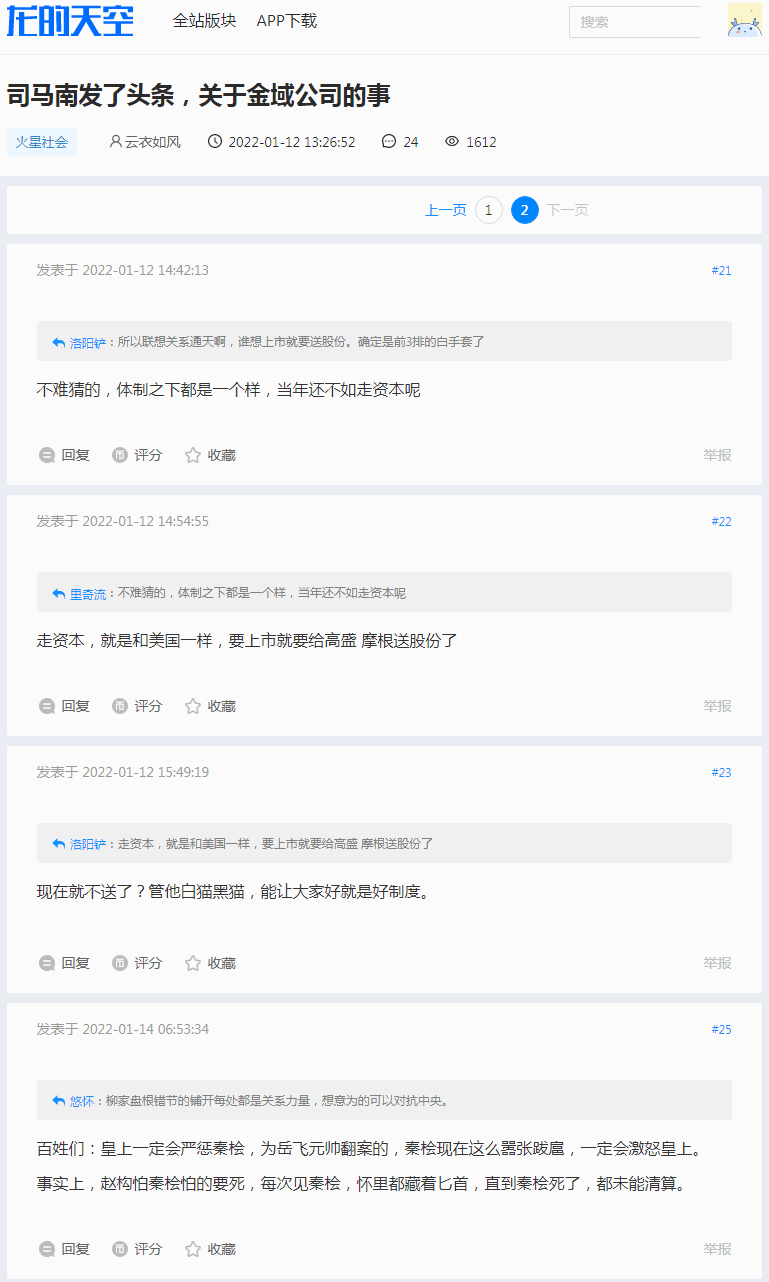 龙的天空 全站版块 APP下载 搜索
司马南发了头条，关于金域公司的事
火星社会 云衣如风 2022-01-12 13:26:52 24 1612
上一页 1 2 下一页
发表于 2022-01-12 14:42:13 #21
洛阳铲：所以联想关系通天啊，谁想上市就要送股份。确定是前3排的白手套了
不难猜的，体制之下都是一个样，当年还不如走资本呢
回复 评分 收藏 举报
发表于 2022-01-12 14:54:55 #22
里奇流：不难猜的，体制之下都是一个样，当年还不如走资本呢
走资本，就是和美国一样，要上市就要给高盛 摩根送股份了
回复 评分 收藏 举报
发表于 2022-01-12 15:49:19 #23
洛阳铲：走资本，就是和美国一样，要上市就要给高盛 摩根送股份了
现在就不送了？管他白猫黑猫，能让大家好就是好制度。
回复 评分 收藏 举报
发表于 2022-01-14 06:53:34 #25
悠怀：柳家盘根错节的铺开每处都是关系力量，想意为的可以对抗中央。
百姓们：皇上一定会严惩秦桧，为岳飞元帅翻案的，秦桧现在这么嚣张跋扈，一定会激怒皇上。
事实上，赵构怕秦桧怕的要死，每次见秦桧，怀里都藏着匕首，直到秦桧死了，都未能清算。
回复 评分 收藏 举报